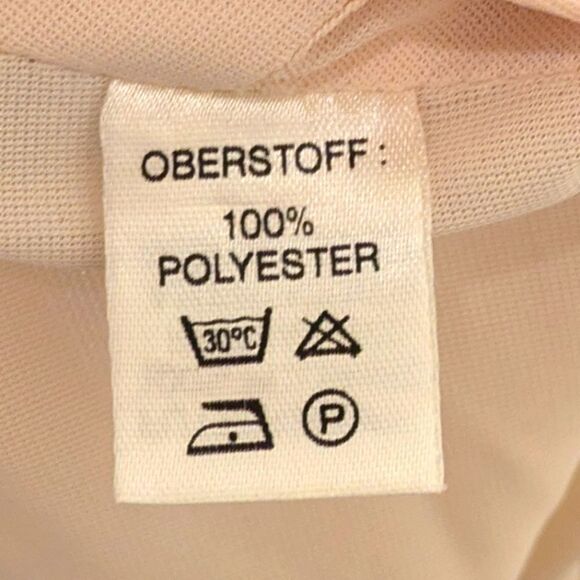 OBERSTOFF :
100%
POLYESTER
30°C
P